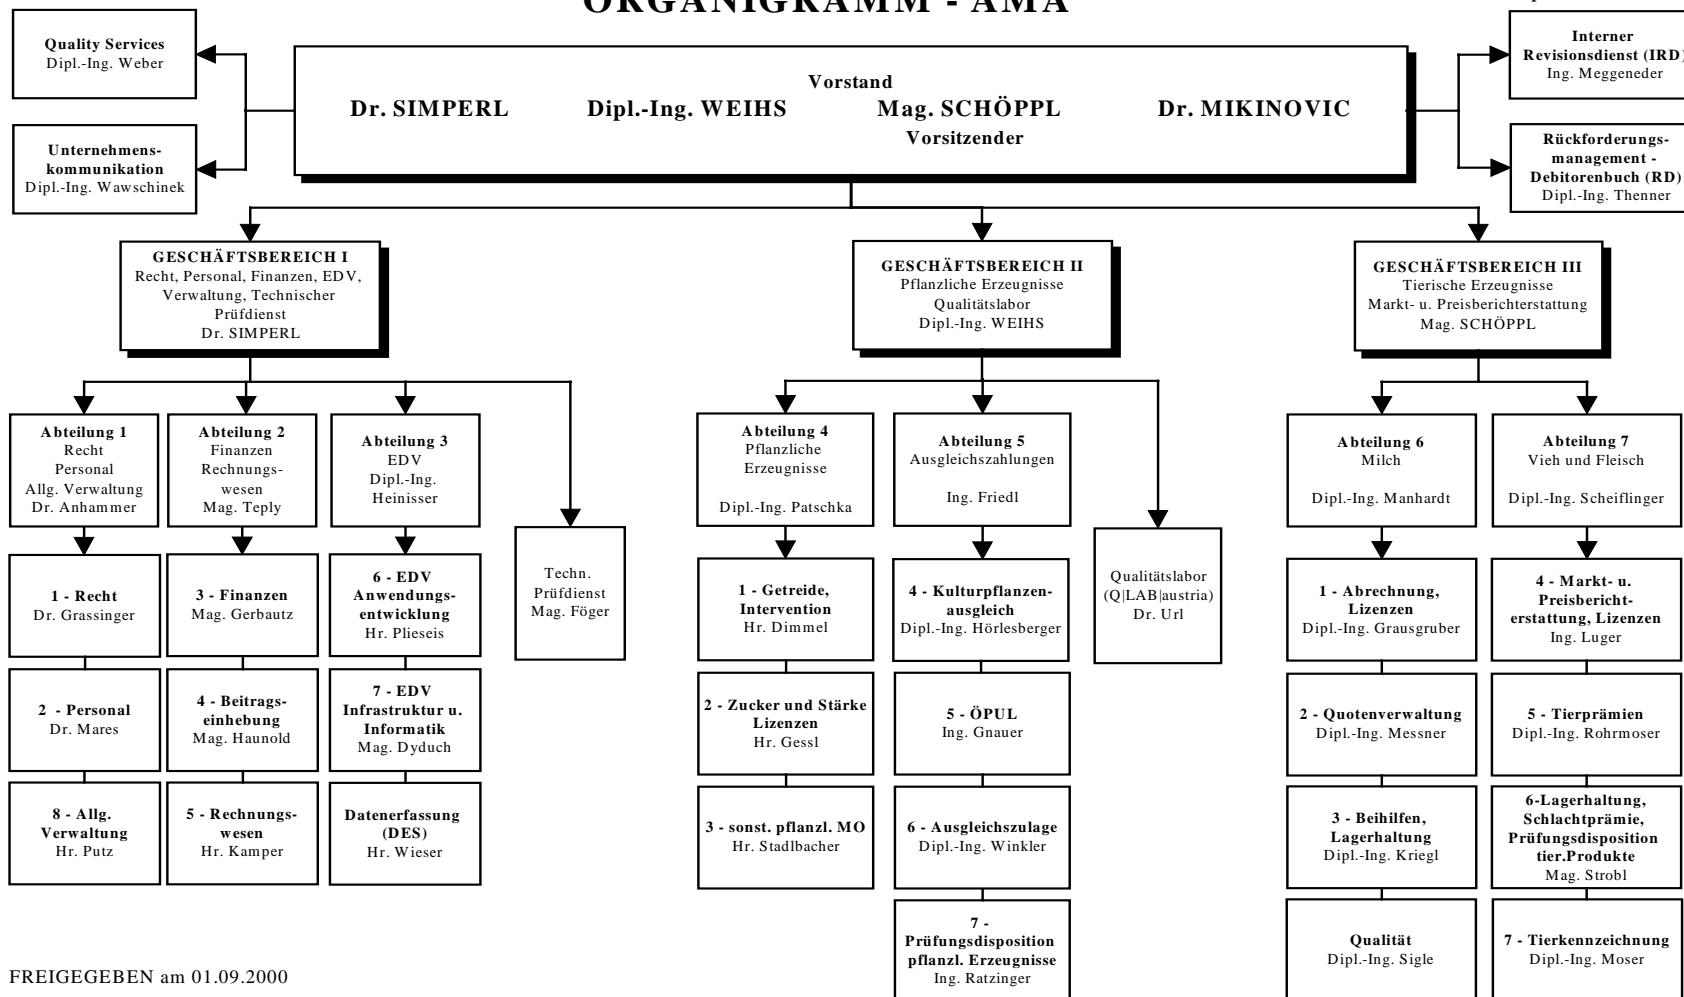 ORGANIGRAMM - AMA
Quality Services
Dipl.-Ing. Weber
Unternehmens-
kommunikation
Dipl.-Ing. Wawschinek
Vorstand
Dr. SIMPERL Dipl.-Ing. WEIHS Mag. SCHÖPPL Dr. MIKINOVIC
Vorsitzender
Interner
Revisionsdienst (IRD)
Ing. Meggeneder
Rückforderungs-
management -
Debitorenbuch (RD)
Dipl.-Ing. Thenner
GESCHÄFTSBEREICH I
Recht, Personal, Finanzen, EDV,
Verwaltung, Technischer
Prüfdienst
Dr. SIMPERL
GESCHÄFTSBEREICH II
Pflanzliche Erzeugnisse
Qualitätslabor
Dipl.-Ing. WEIHS
GESCHÄFTSBEREICH III
Tierische Erzeugnisse
Markt- u. Preisberichterstattung
Mag. SCHÖPPL
Abteilung 1
Recht
Personal
Allg. Verwaltung
Dr. Anhammer
Abteilung 2
Finanzen
Rechnungs-
wesen
Mag. Teply
Abteilung 3
EDV
Dipl.-Ing.
Heinisser
Abteilung 4
Pflanzliche
Erzeugnisse
Dipl.-Ing. Patschka
Abteilung 5
Ausgleichszahlungen
Ing. Friedl
Abteilung 6
Milch
Dipl.-Ing. Manhardt
Abteilung 7
Vieh und Fleisch
Dipl.-Ing. Scheiflinger
1 - Recht
Dr. Grassinger
3 - Finanzen
Mag. Gerbautz
6 - EDV
Anwendungs-
entwicklung
Hr. Plieseis
Techn.
Prüfdienst
Mag. Föger
1 - Getreide,
Intervention
Hr. Dimmel
4 - Kulturpflanzen-
ausgleich
Dipl.-Ing. Hörlesberger
Qualitätslabor
(Q|LAB|austria)
Dr. Url
1 - Abrechnung,
Lizenzen
Dipl.-Ing. Grausgruber
4 - Markt- u.
Preisbericht-
erstattung, Lizenzen
Ing. Luger
2 - Personal
Dr. Mares
4 - Beitrags-
einhebung
Mag. Haunold
7 - EDV
Infrastruktur u.
Informatik
Mag. Dyduch
2 - Zucker und Stärke
Lizenzen
Hr. Gessl
5 - ÖPUL
Ing. Gnauer
2 - Quotenverwaltung
Dipl.-Ing. Messner
5 - Tierprämien
Dipl.-Ing. Rohrmoser
8 - Allg.
Verwaltung
Hr. Putz
5 - Rechnungs-
wesen
Hr. Kamper
Datenerfassung
(DES)
Hr. Wieser
3 - sonst. pflanzl. MO
Hr. Stadlbacher
6 - Ausgleichszulage
Dipl.-Ing. Winkler
3 - Beihilfen,
Lagerhaltung
Dipl.-Ing. Kriegl
6-Lagerhaltung,
Schlachtprämie,
Prüfungsdisposition
tier.Produkte
Mag. Strobl
7 -
Prüfungsdisposition
pflanzl. Erzeugnisse
Ing. Ratzinger
Qualität
Dipl.-Ing. Sigle
7 - Tierkennzeichnung
Dipl.-Ing. Moser
FREIGEGEBEN am 01.09.2000